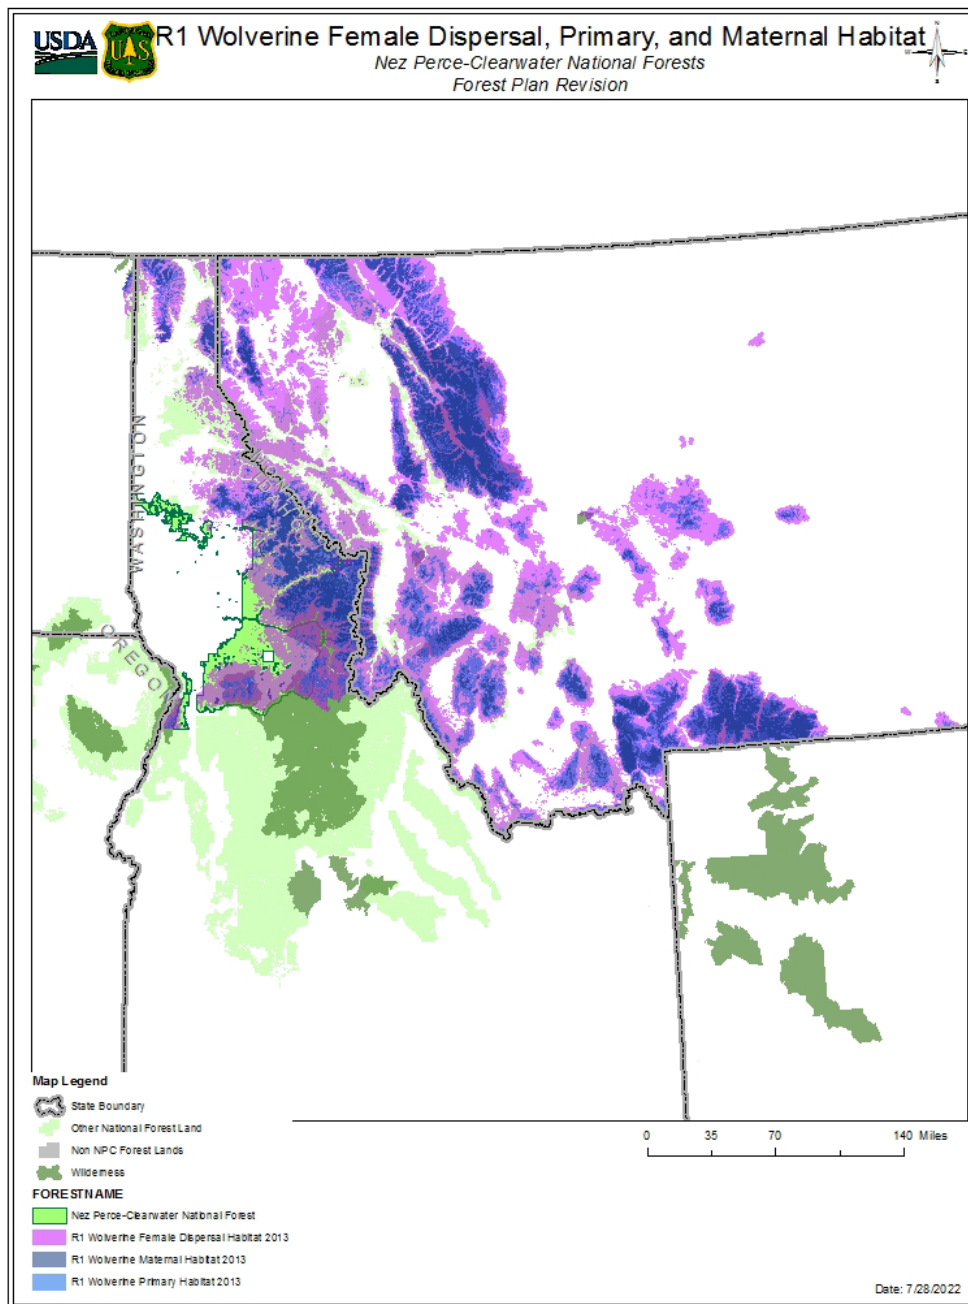 USDA
U S
R1 Wolverine Female Dispersal, Primary, and Maternal Habitat
Nez Perce-Clearwater National Forests
Forest Plan Revision
N
W
E
S
WASHINGTON
IDAHO
OREGON
Map Legend
State Boundary
Other National Forest Land
Non NPC Forest Lands
Wilderness
FORESTNAME
Nez Perce-Clearwater National Forest
R1 Wolverine Female Dispersal Habitat 2013
R1 Wolverine Maternal Habitat 2013
R1 Wolverine Primary Habitat 2013
0 35 70 140 Miles
Date: 7/28/2022